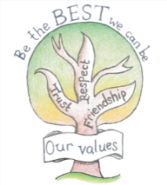 Be the BEST we can be
Trust
Respect
Friendship
Our values